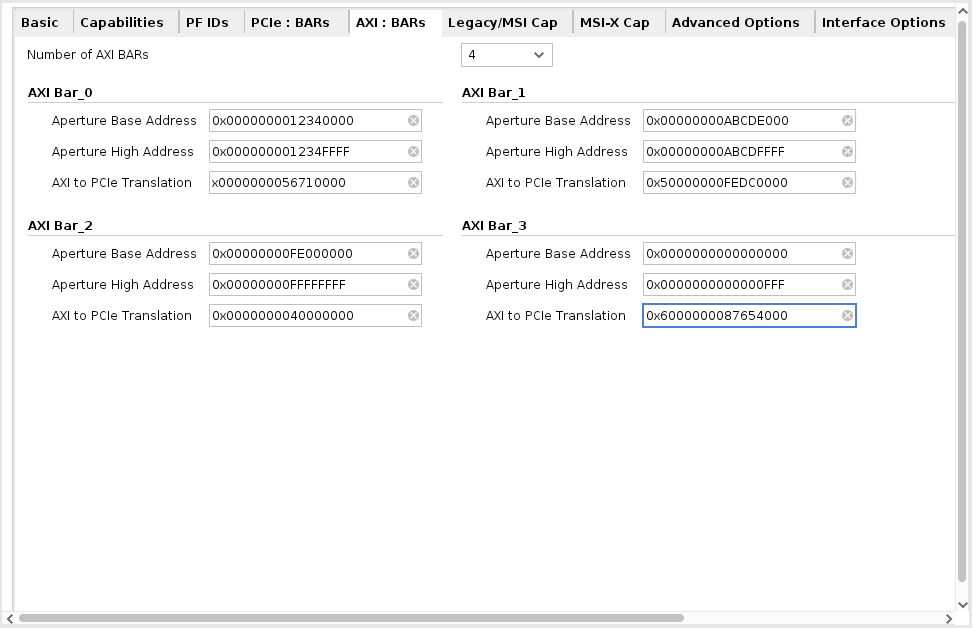 Basic Capabilities PF IDs PCIe : BARs AXI : BARs Legacy/MSI Cap MSI-X Cap Advanced Options Interface Options
Number of AXI BARs 4
AXI Bar_0
Aperture Base Address 0x0000000012340000
Aperture High Address 0x000000001234FFFF
AXI to PCIe Translation x0000000056710000
AXI Bar_1
Aperture Base Address 0x00000000ABCDE000
Aperture High Address 0x00000000ABCDFFFF
AXI to PCIe Translation 0x50000000FEDC0000
AXI Bar_2
Aperture Base Address 0x00000000FE000000
Aperture High Address 0x00000000FFFFFFFF
AXI to PCIe Translation 0x0000000040000000
AXI Bar_3
Aperture Base Address 0x0000000000000000
Aperture High Address 0x0000000000000FFF
AXI to PCIe Translation 0x6000000087654000